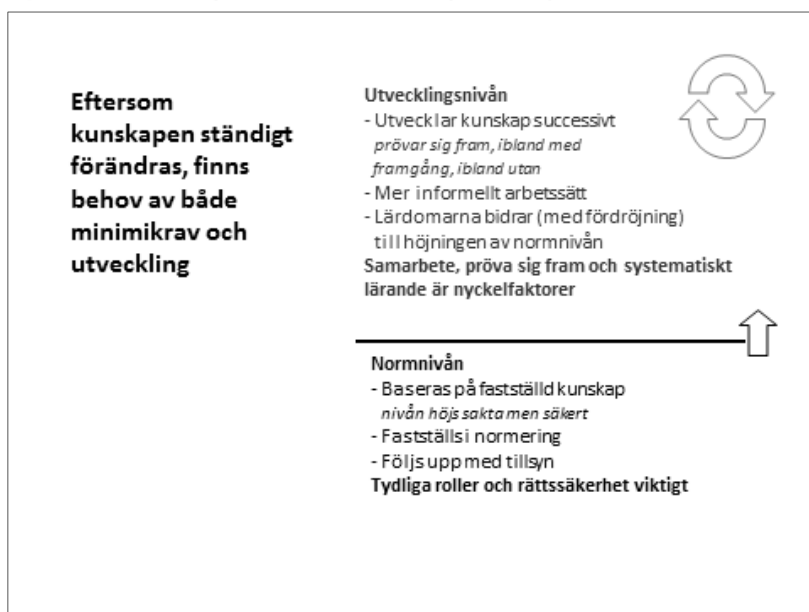 Eftersom
kunskapen ständigt
förändras, finns
behov av både
minimikrav och
utveckling
Utvecklingsnivån
- Utvecklar kunskap successivt
prövar sig fram, ibland med
framgång, ibland utan
- Mer informellt arbetssätt
- Lärdomarna bidrar (med fördröjning)
till höjningen av normnivån
Samarbete, pröva sig fram och systematiskt
lärande är nyckelfaktorer
Normnivån
- Baseras på fastställd kunskap
nivån höjs sakta men säkert
- Fastställs i normering
- Följs upp med tillsyn
Tydliga roller och rättssäkerhet viktigt